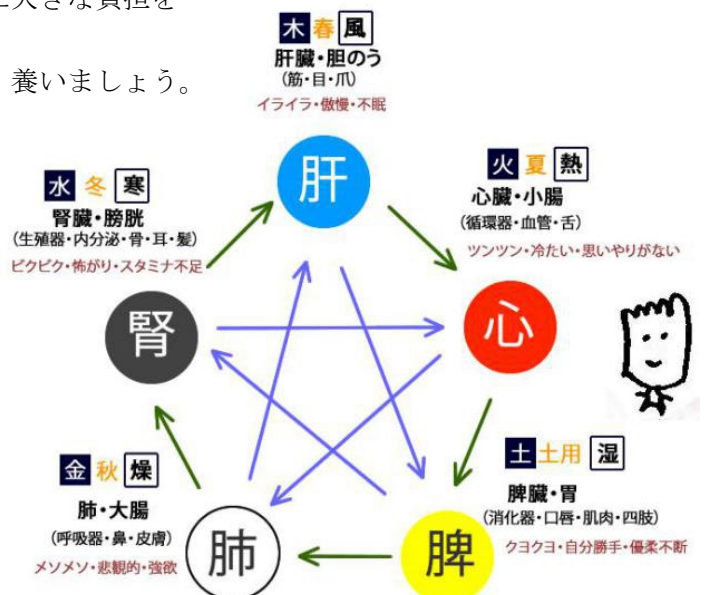 に大きな負担を
養いましょう。
木 春 風
肝臓・胆のう
(筋・目・爪)
イライラ・傲慢・不眠
肝
火 夏 熱
心臓・小腸
(循環器・血管・舌)
ツンツン・冷たい・思いやりがない
心
水 冬 寒
腎臓・膀胱
(生殖器・内分泌・骨・耳・髪)
ビクビク・怖がり・スタミナ不足
腎
土 土用 湿
脾臓・胃
(消化器・口唇・肌肉・四肢)
クヨクヨ・自分勝手・優柔不断
脾
金 秋 燥
肺・大腸
(呼吸器・鼻・皮膚)
メソメソ・悲観的・強欲
肺